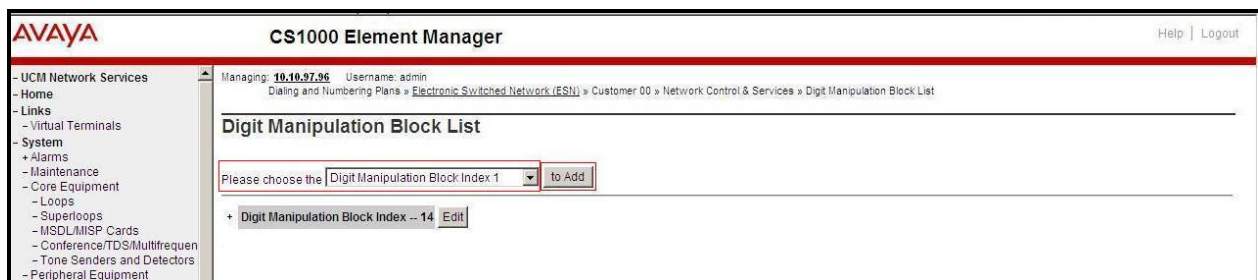 AVAYA
CS1000 Element Manager
Help | Logout
- UCM Network Services
- Home
- Links
- Virtual Terminals
- System
+ Alarms
- Maintenance
- Core Equipment
- Loops
- Superloops
- MSDL/MISP Cards
- Conference/TDS/Multifrequen
- Tone Senders and Detectors
- Peripheral Equipment
Managing: 10.10.97.96 Username: admin
Dialing and Numbering Plans » Electronic Switched Network (ESN) » Customer 00 » Network Control & Services » Digit Manipulation Block List
Digit Manipulation Block List
Please choose the Digit Manipulation Block Index 1 to Add
+ Digit Manipulation Block Index -- 14 Edit